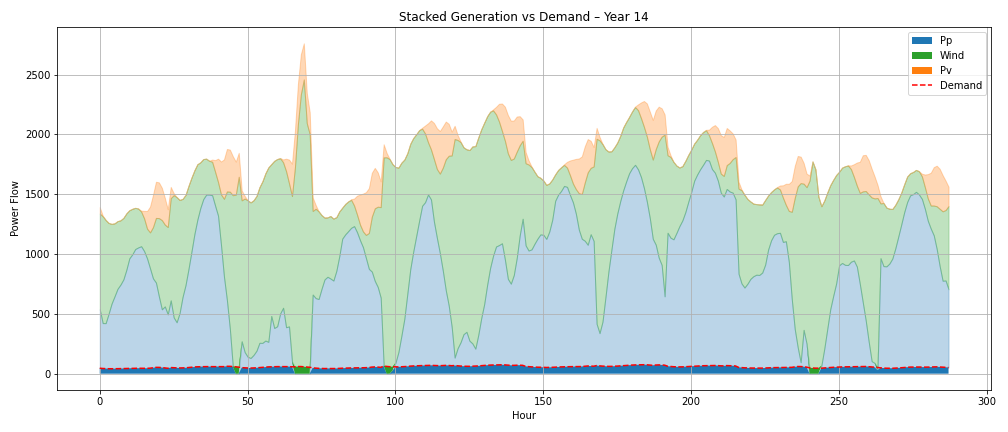 Stacked Generation vs Demand – Year 14
Power Flow
2500
2000
1500
1000
500
0
0
50
100
150
200
250
300
Hour
Pp
Wind
Pv
Demand